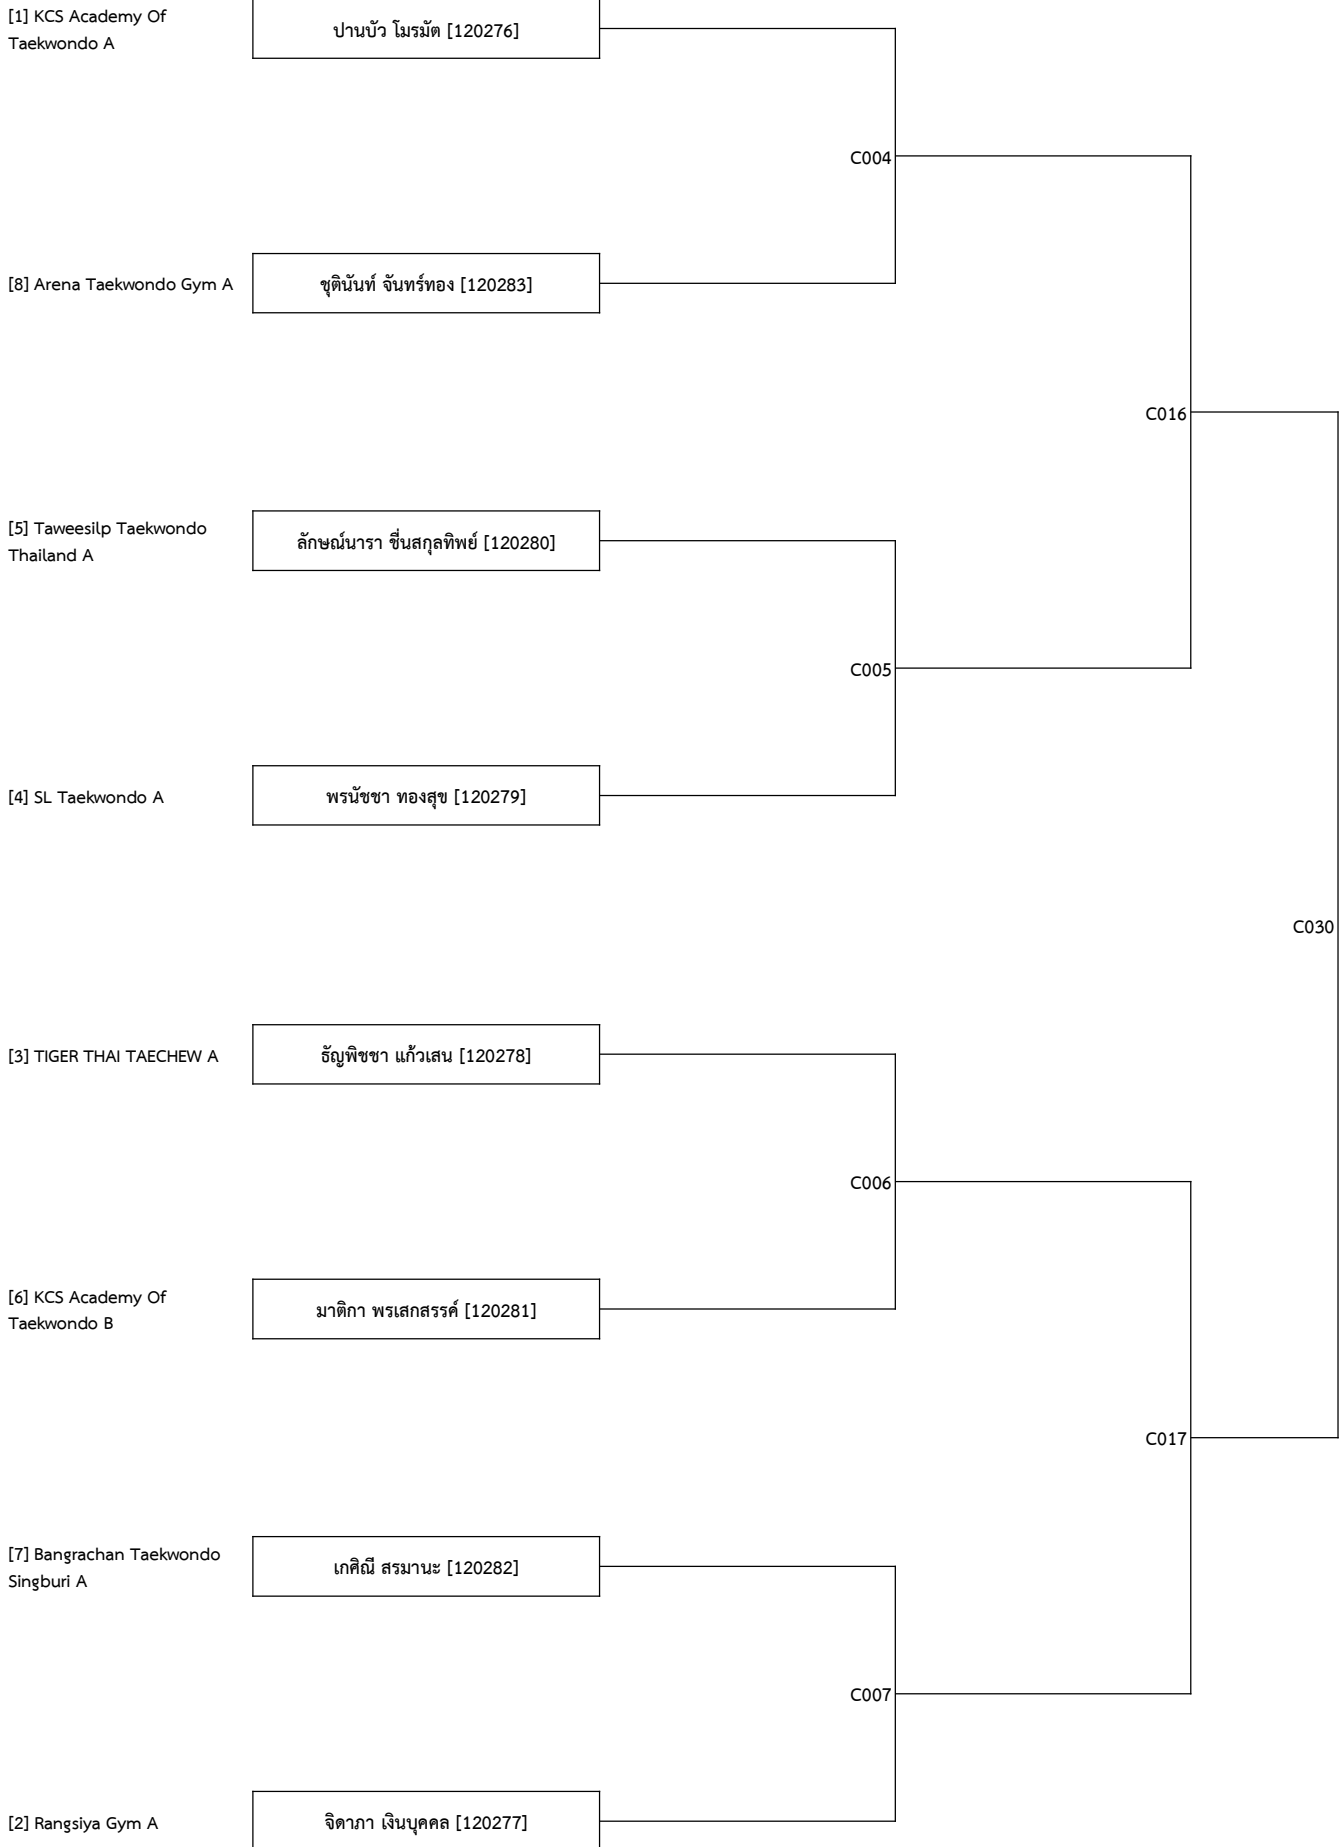 [1] KCS Academy Of
Taekwondo A
ปานบัว โมรมัต [120276]
C004
[8] Arena Taekwondo Gym A
ชุตินันท์ จันทร์ทอง [120283]
C016
[5] Taweesilp Taekwondo
Thailand A
ลักษณ์นารา ชื่นสกุลทิพย์ [120280]
C005
[4] SL Taekwondo A
พรนัชชา ทองสุข [120279]
C030
[3] TIGER THAI TAECHEW A
ธัญพิชชา แก้วเสน [120278]
C006
[6] KCS Academy Of
Taekwondo B
มาติกา พรเสกสรรค์ [120281]
C017
[7] Bangrachan Taekwondo
Singburi A
เกศิณี สรมานะ [120282]
C007
[2] Rangsiya Gym A
จิดาภา เงินบุคคล [120277]